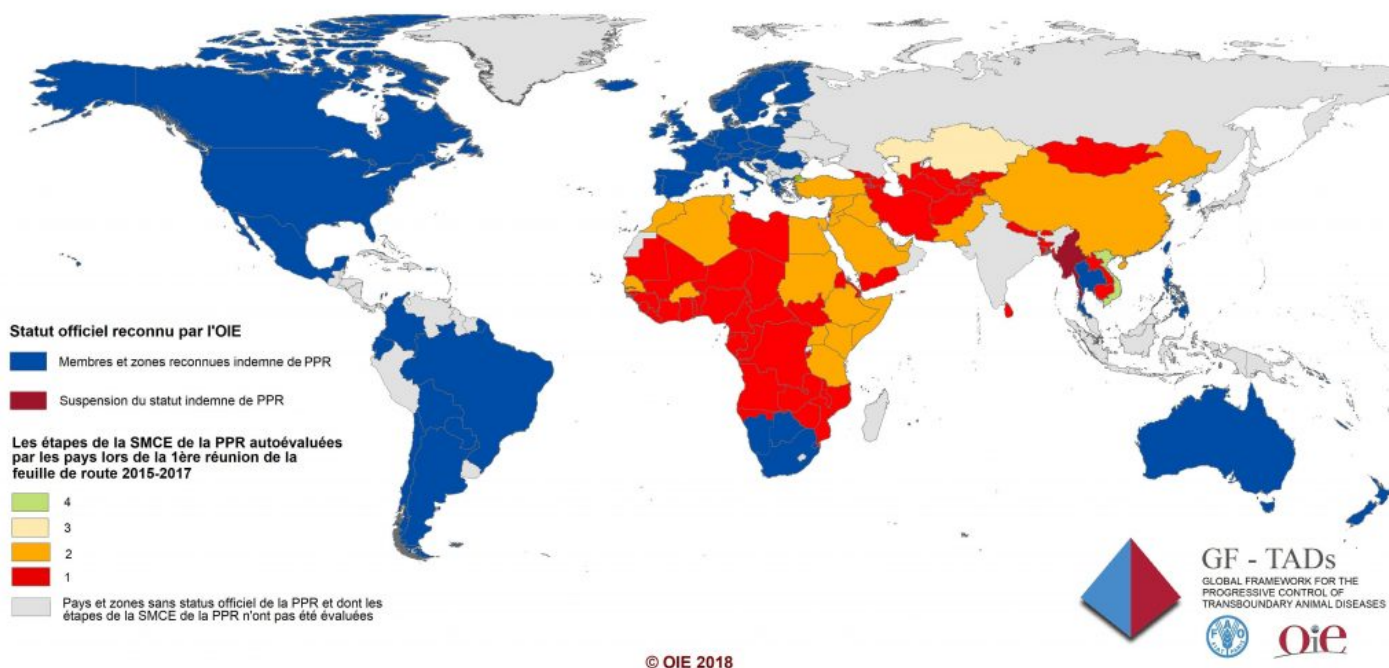 Statut officiel reconnu par l'OIE
Membres et zones reconnues indemne de PPR
Suspension du statut indemne de PPR
Les étapes de la SMCE de la PPR autoévaluées
par les pays lors de la 1ère réunion de la
feuille de route 2015-2017
4
3
2
1
Pays et zones sans status officiel de la PPR et dont les
étapes de la SMCE de la PPR n'ont pas été évaluées
GF - TADs
GLOBAL FRAMEWORK FOR THE
PROGRESSIVE CONTROL OF
TRANSBOUNDARY ANIMAL DISEASES
FAO
FIAT PANIS
Oie
© OIE 2018